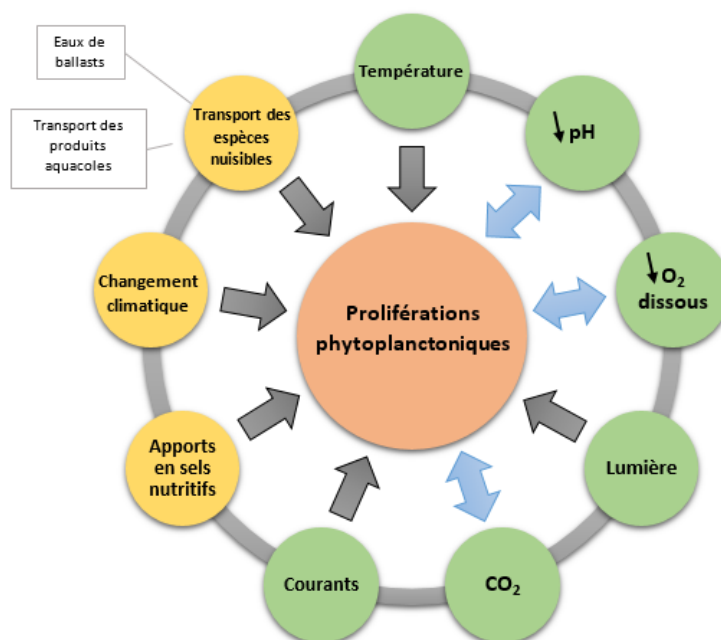 Eaux de
ballasts
Transport des
produits
aquacoles
Transport des
espèces
nuisibles
Température
↓ pH
↓ O₂
dissous
Changement
climatique
Proliférations
phytoplanctoniques
Apports
en sels
nutritifs
Lumière
Courants
CO₂